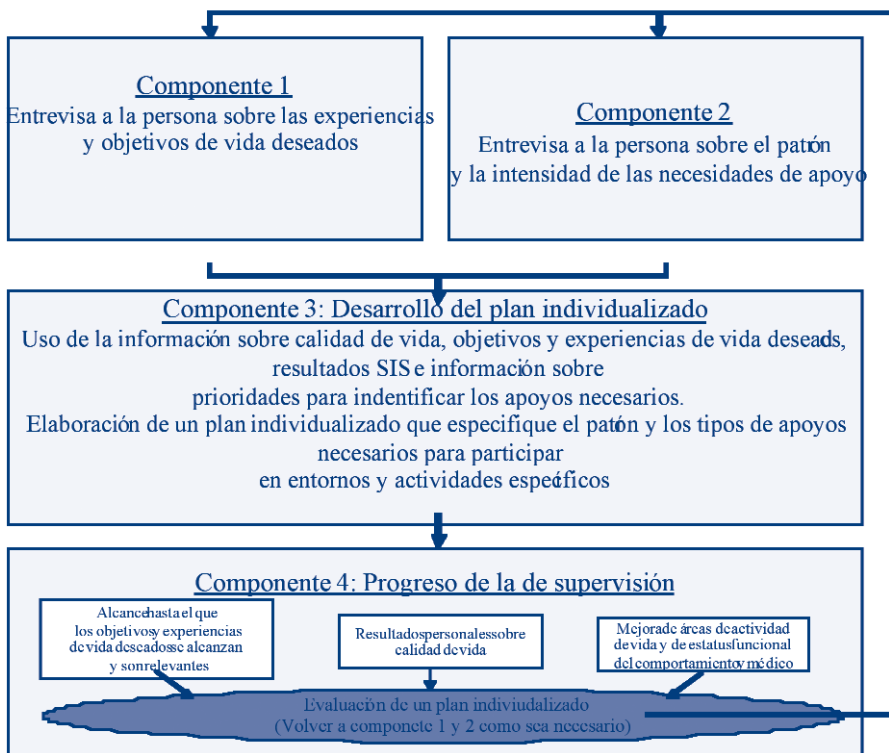 Componente 1
Entrevisa a la persona sobre las experiencias
y objetivos de vida deseados
Componente 2
Entrevisa a la persona sobre el patrón
y la intensidad de las necesidades de apoyo
Componente 3: Desarrollo del plan individualizado
Uso de la información sobre calidad de vida, objetivos y experiencias de vida deseads,
resultados SIS e información sobre
prioridades para indentificar los apoyos necesarios.
Elaboración de un plan individualizado que especifique el patrón y los tipos de apoyos
necesarios para participar
en entornos y actividades específicos
Componente 4: Progreso de la de supervisión
Alcance hasta el que
los objetivos y experiencias
de vida descados se alcanzan
y son relevantes
Resultados personales sobre
calidad de vida
Mejora de áreas de actividad
de vida y de estatus funcional
del comportamiento y médico
Evaluación de un plan indiviudalizado
(Volver a componete 1 y 2 como sea necesario)